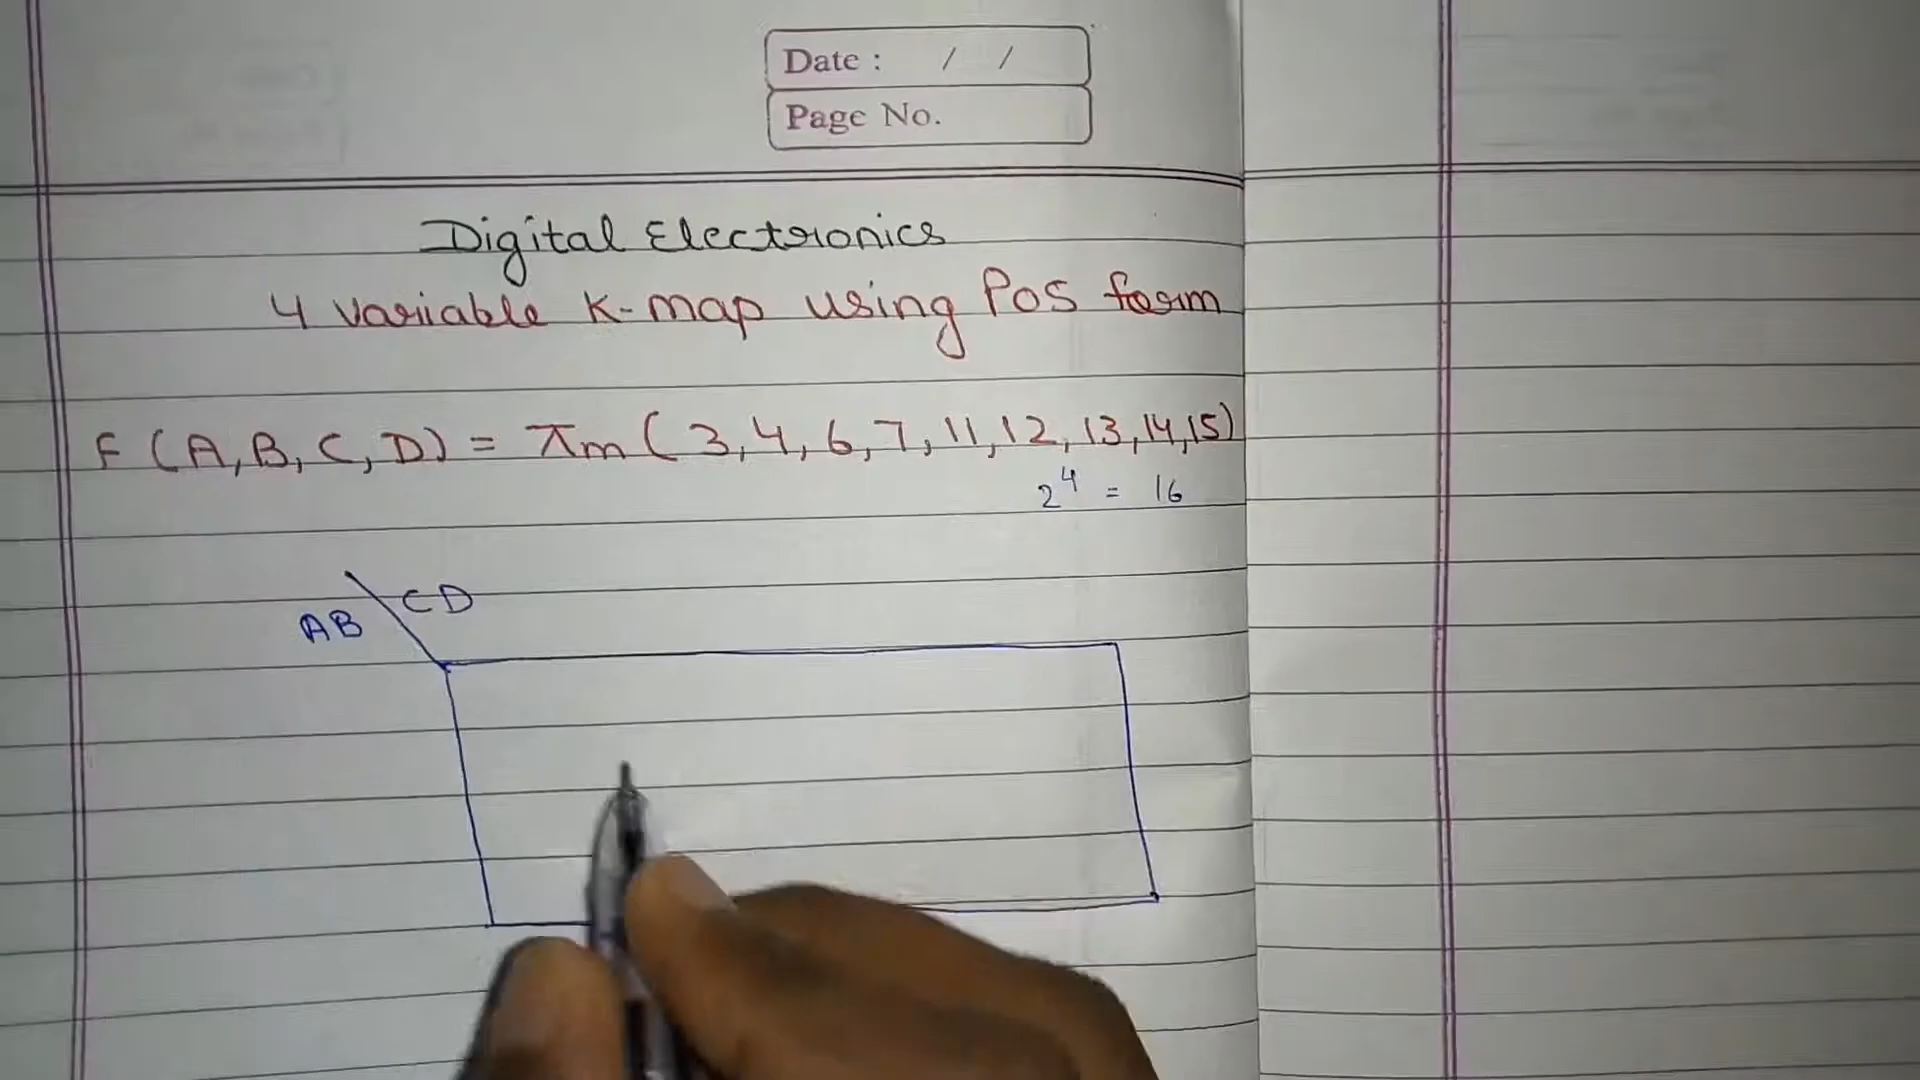 Date : / /
Page No.
Digital Electronics
4 variable K-map using POS form
F (A, B, C, D) = πm ( 3, 4, 6, 7, 11, 12, 13, 14, 15)
2⁴ = 16
AB \ CD